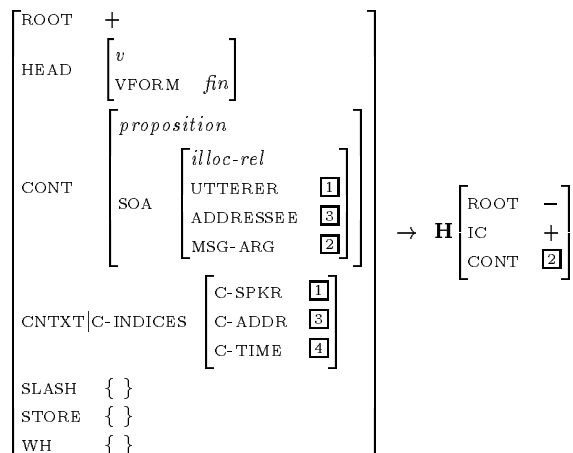 ROOT +
HEAD v
VFORM fin
CONT proposition
SOA illoc-rel
UTTERER 1
ADDRESSEE 3
MSG-ARG 2
→ H ROOT −
IC +
CONT 2
CNTXT|C-INDICES C-SPKR 1
C-ADDR 3
C-TIME 4
SLASH { }
STORE { }
WH { }